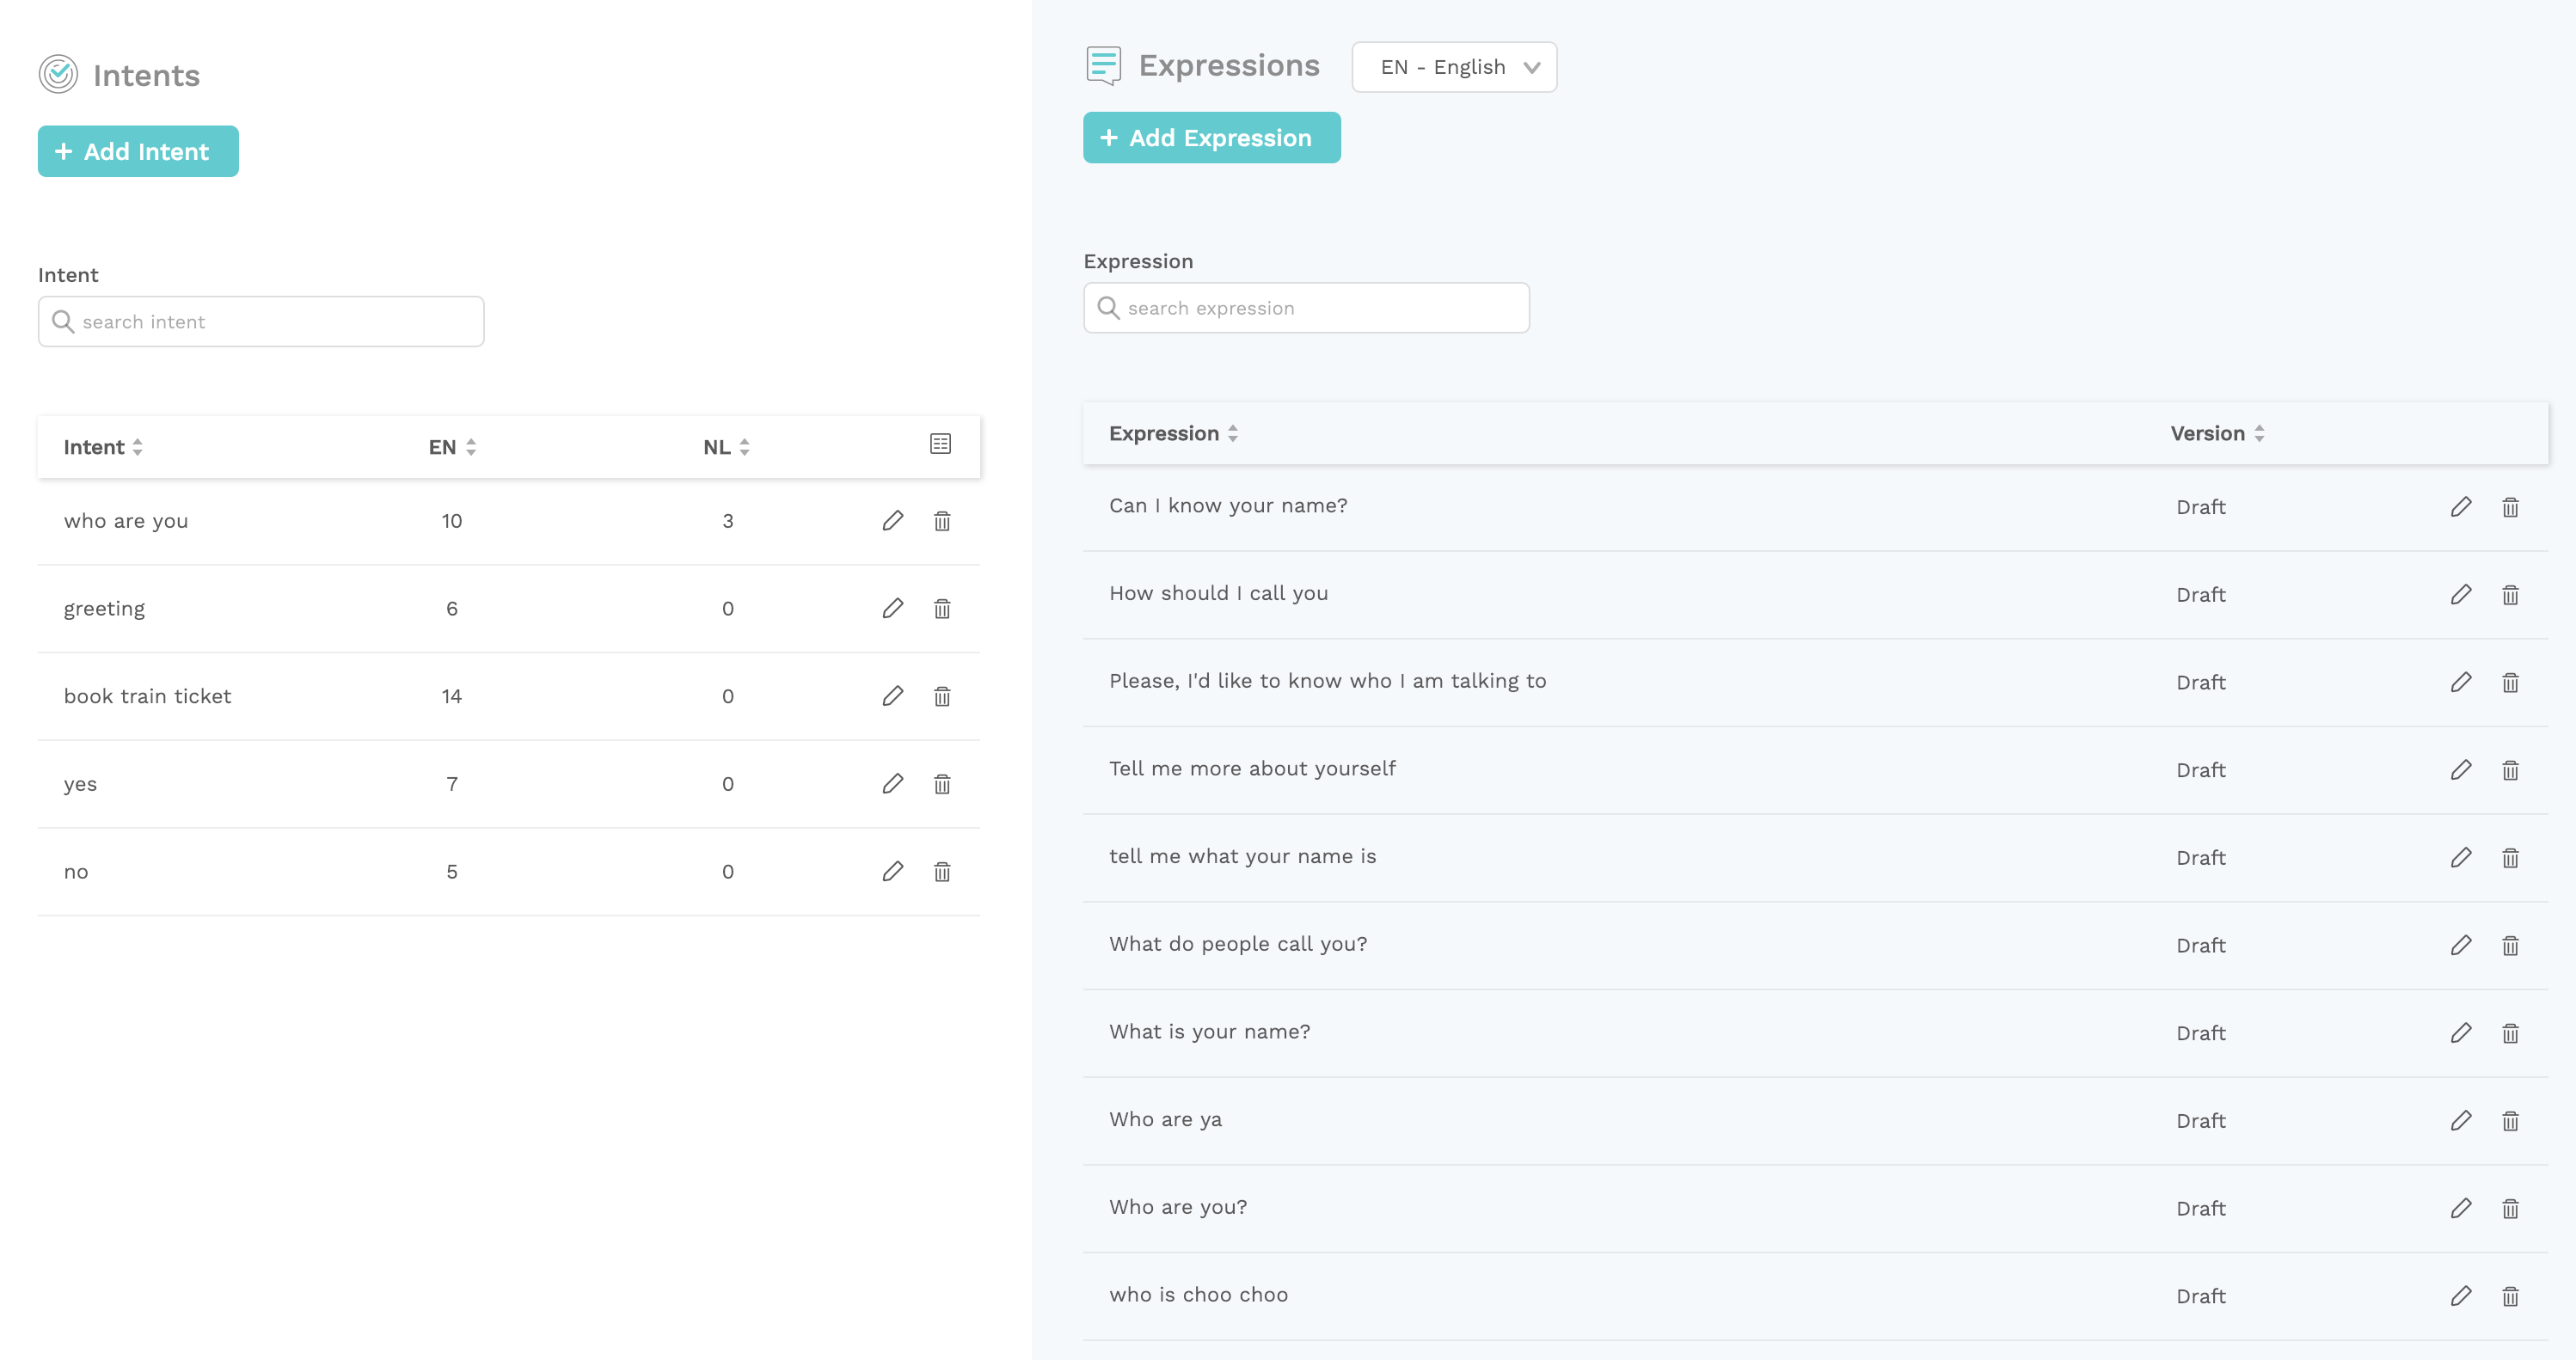 Intents
+ Add Intent
Intent
search intent
Intent EN NL
who are you 10 3
greeting 6 0
book train ticket 14 0
yes 7 0
no 5 0
Expressions EN - English
+ Add Expression
Expression
search expression
Expression Version
Can I know your name? Draft
How should I call you Draft
Please, I'd like to know who I am talking to Draft
Tell me more about yourself Draft
tell me what your name is Draft
What do people call you? Draft
What is your name? Draft
Who are ya Draft
Who are you? Draft
who is choo choo Draft